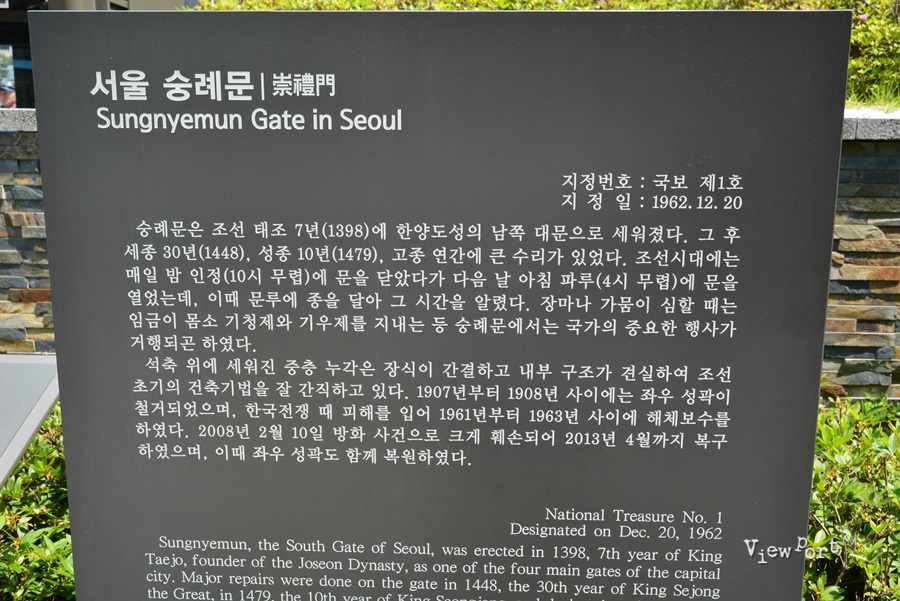 서울 숭례문 | 崇禮門
Sungnyemun Gate in Seoul
지정번호 : 국보 제1호
지 정 일 : 1962. 12. 20
숭례문은 조선 태조 7년(1398)에 한양도성의 남쪽 대문으로 세워졌다. 그 후
세종 30년(1448), 성종 10년(1479), 고종 연간에 큰 수리가 있었다. 조선시대에는
매일 밤 인정(10시 무렵)에 문을 닫았다가 다음 날 아침 파루(4시 무렵)에 문을
열었는데, 이때 문루에 종을 달아 그 시간을 알렸다. 장마나 가뭄이 심할 때는
임금이 몸소 기청제와 기우제를 지내는 등 숭례문에서는 국가의 중요한 행사가
거행되곤 하였다.
석축 위에 세워진 중층 누각은 장식이 간결하고 내부 구조가 견실하여 조선
초기의 건축기법을 잘 간직하고 있다. 1907년부터 1908년 사이에는 좌우 성곽이
철거되었으며, 한국전쟁 때 피해를 입어 1961년부터 1963년 사이에 해체보수를
하였다. 2008년 2월 10일 방화 사건으로 크게 훼손되어 2013년 4월까지 복구
하였으며, 이때 좌우 성곽도 함께 복원하였다.
National Treasure No. 1
Designated on Dec. 20, 1962
Sungnyemun, the South Gate of Seoul, was erected in 1398, 7th year of King
Taejo, founder of the Joseon Dynasty, as one of the four main gates of the capital
city. Major repairs were done on the gate in 1448, the 30th year of King Sejong
the Great, in 1479, the 10th year of King Seongjong
View Port